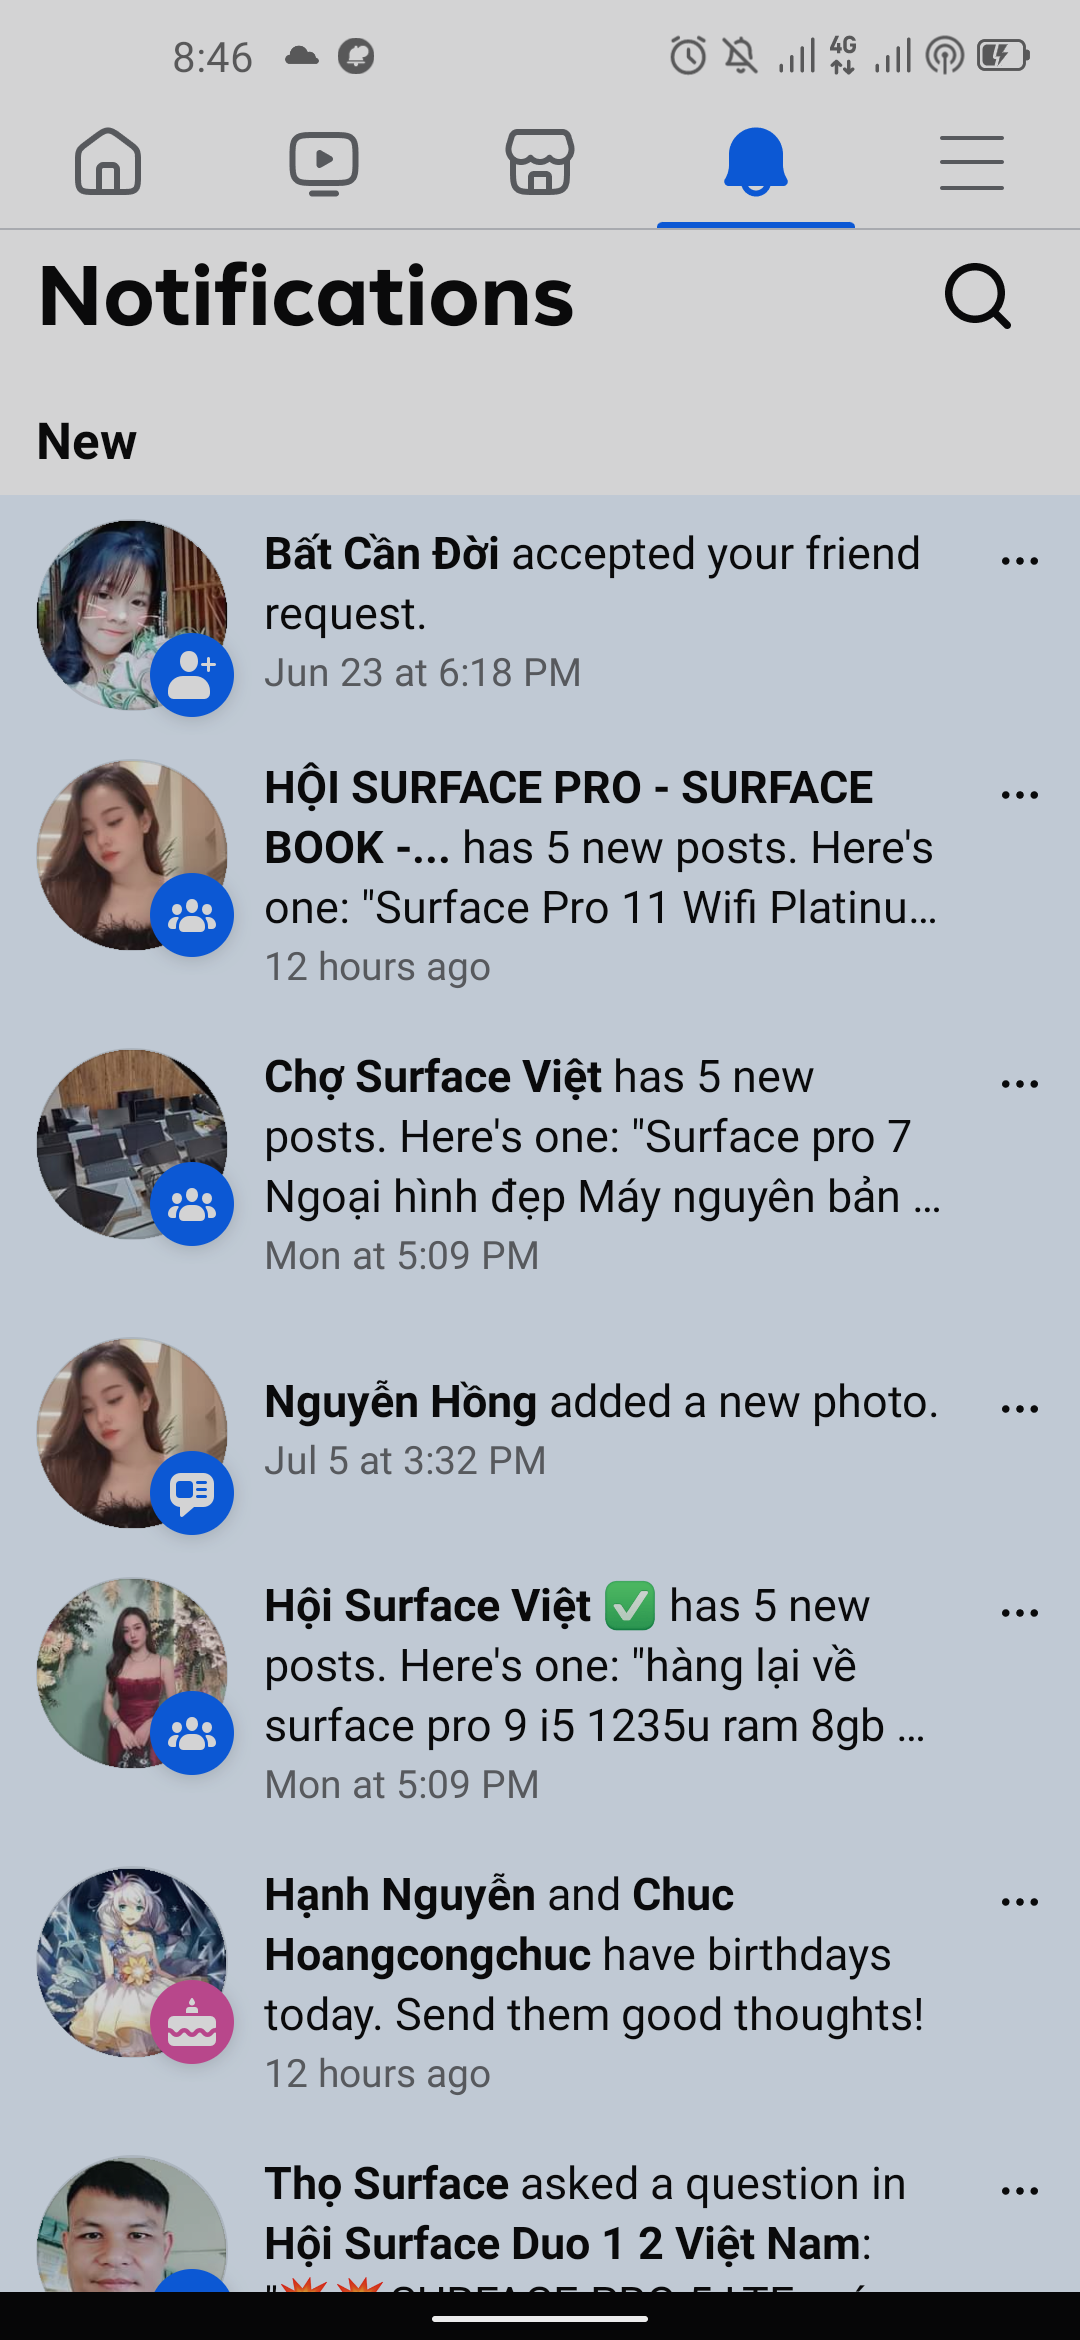 8:46
4G
Notifications
New
Bất Cần Đời accepted your friend
request.
Jun 23 at 6:18 PM
HỘI SURFACE PRO - SURFACE
BOOK -... has 5 new posts. Here's
one: "Surface Pro 11 Wifi Platinu...
12 hours ago
Chợ Surface Việt has 5 new
posts. Here's one: "Surface pro 7
Ngoại hình đẹp Máy nguyên bản ...
Mon at 5:09 PM
Nguyễn Hồng added a new photo.
Jul 5 at 3:32 PM
Hội Surface Việt ✅ has 5 new
posts. Here's one: "hàng lại về
surface pro 9 i5 1235u ram 8gb ...
Mon at 5:09 PM
Hạnh Nguyễn and Chuc
Hoangcongchuc have birthdays
today. Send them good thoughts!
12 hours ago
Thọ Surface asked a question in
Hội Surface Duo 1 2 Việt Nam:
"💥💥SURFACE PRO 5 LTE